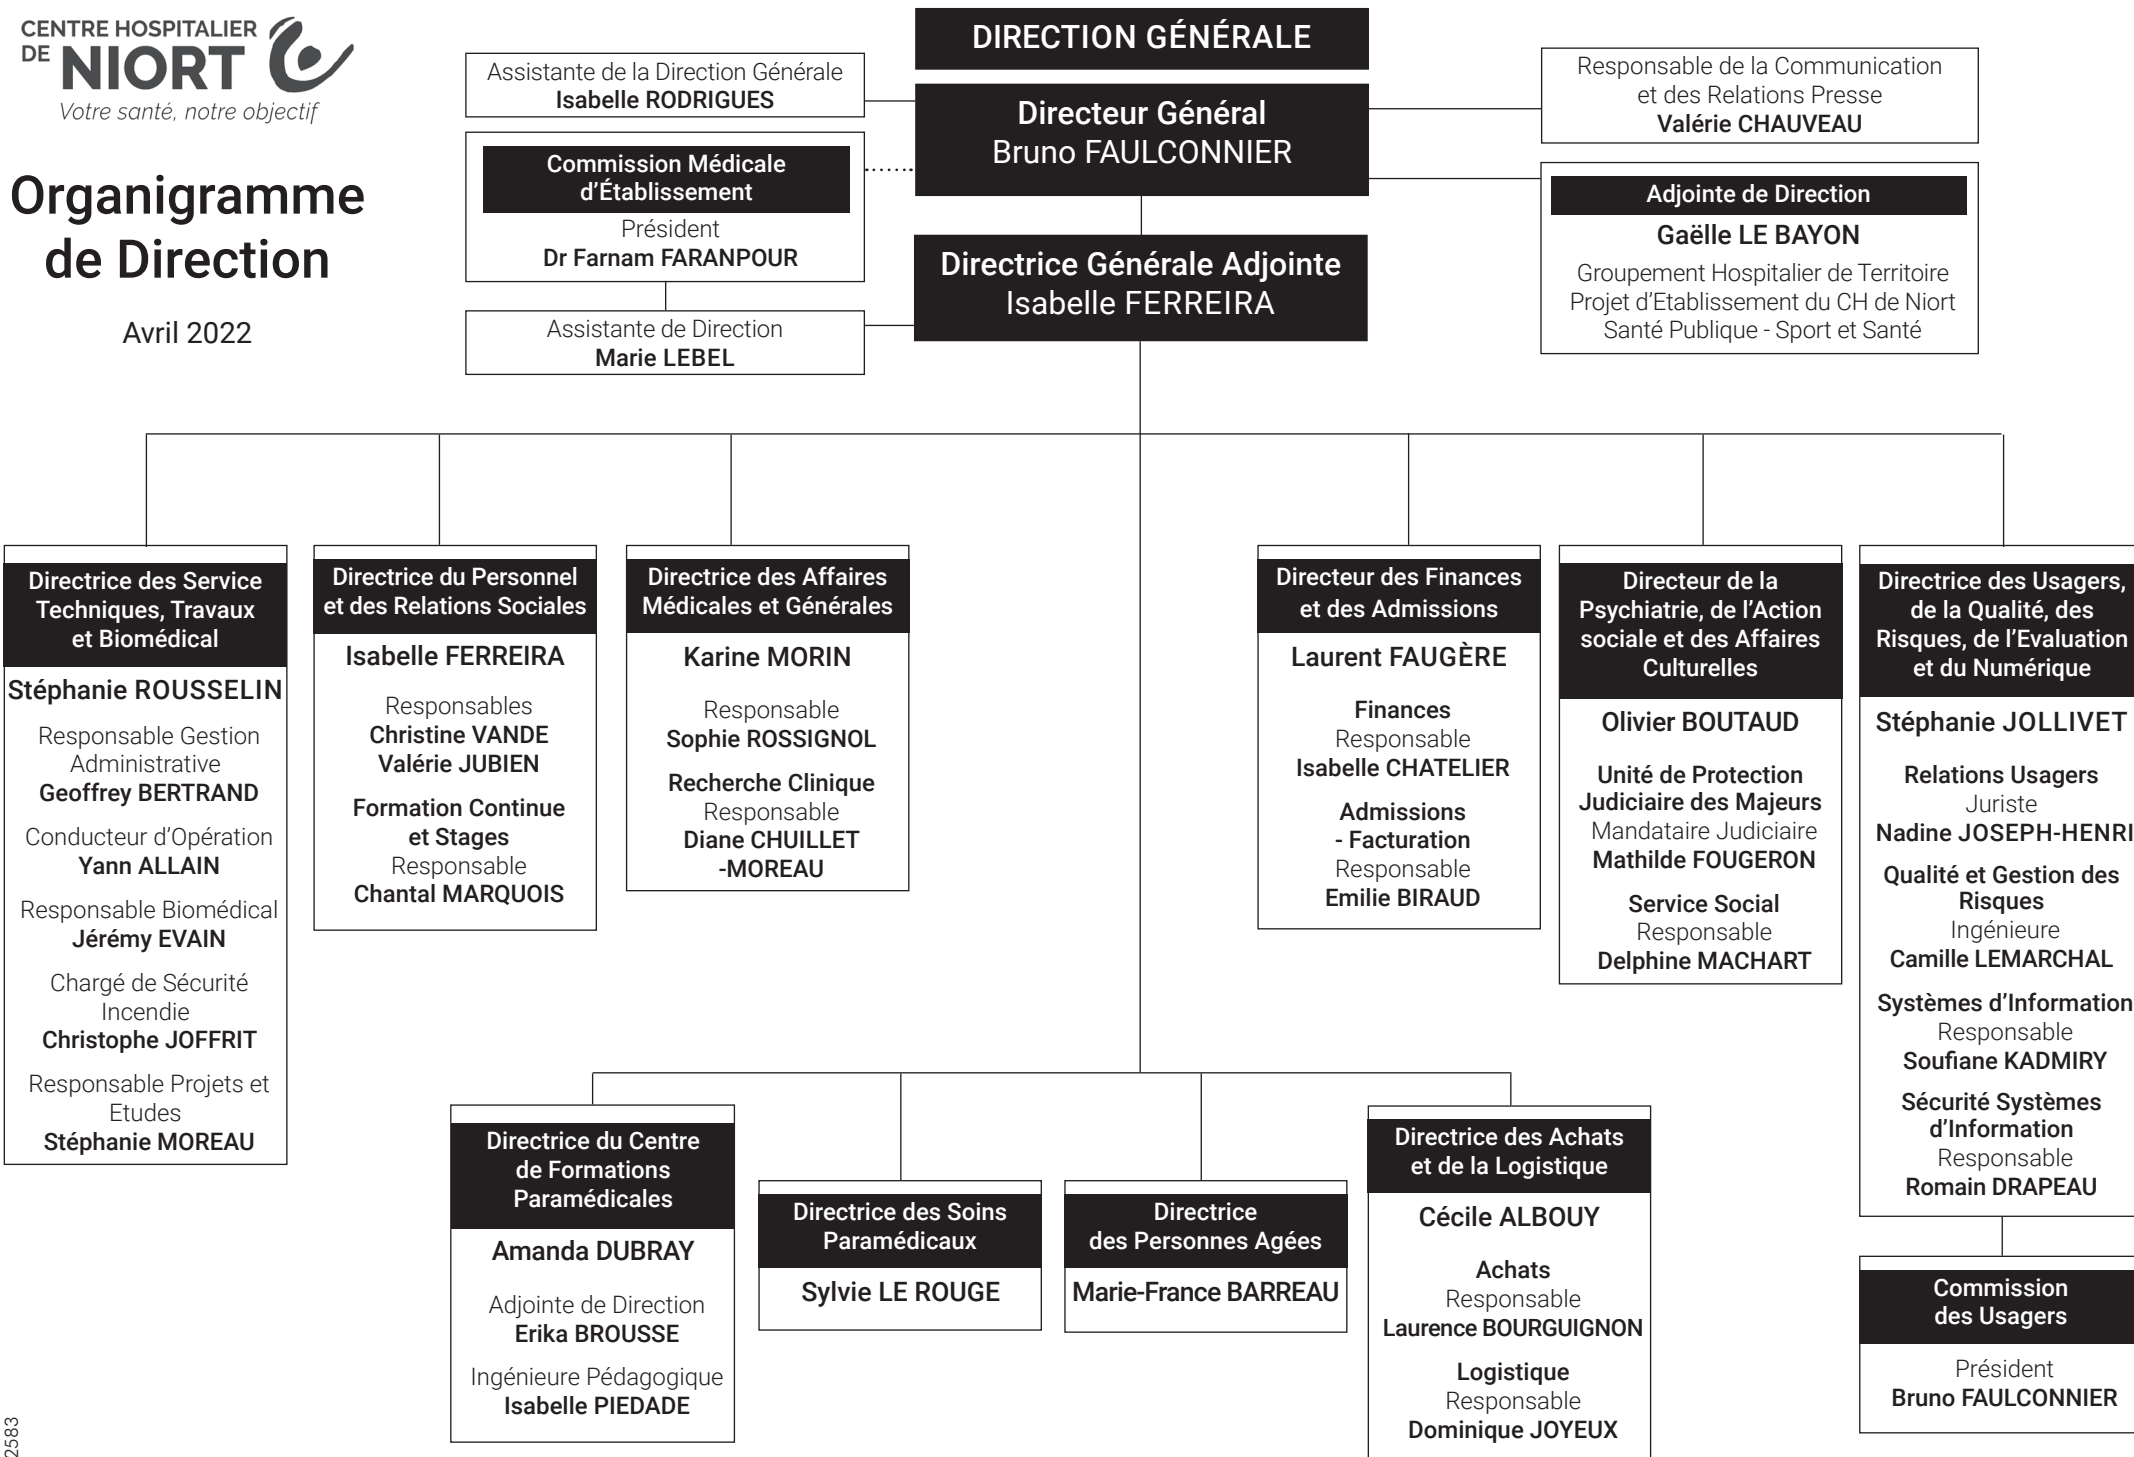 CENTRE HOSPITALIER
DE NIORT
Votre santé, notre objectif
Organigramme
de Direction
Avril 2022
DIRECTION GÉNÉRALE
Directeur Général
Bruno FAULCONNIER
Directrice Générale Adjointe
Isabelle FERREIRA
Assistante de la Direction Générale
Isabelle RODRIGUES
Commission Médicale
d’Établissement
Président
Dr Farnam FARANPOUR
Assistante de Direction
Marie LEBEL
Responsable de la Communication
et des Relations Presse
Valérie CHAUVEAU
Adjointe de Direction
Gaëlle LE BAYON
Groupement Hospitalier de Territoire
Projet d’Etablissement du CH de Niort
Santé Publique - Sport et Santé
Directrice des Service
Techniques, Travaux
et Biomédical
Stéphanie ROUSSELIN
Responsable Gestion
Administrative
Geoffrey BERTRAND
Conducteur d’Opération
Yann ALLAIN
Responsable Biomédical
Jérémy EVAIN
Chargé de Sécurité
Incendie
Christophe JOFFRIT
Responsable Projets et
Etudes
Stéphanie MOREAU
Directrice du Personnel
et des Relations Sociales
Isabelle FERREIRA
Responsables
Christine VANDE
Valérie JUBIEN
Formation Continue
et Stages
Responsable
Chantal MARQUOIS
Directrice des Affaires
Médicales et Générales
Karine MORIN
Responsable
Sophie ROSSIGNOL
Recherche Clinique
Responsable
Diane CHUILLET
-MOREAU
Directeur des Finances
et des Admissions
Laurent FAUGÈRE
Finances
Responsable
Isabelle CHATELIER
Admissions
- Facturation
Responsable
Emilie BIRAUD
Directeur de la
Psychiatrie, de l’Action
sociale et des Affaires
Culturelles
Olivier BOUTAUD
Unité de Protection
Judiciaire des Majeurs
Mandataire Judiciaire
Mathilde FOUGERON
Service Social
Responsable
Delphine MACHART
Directrice des Usagers,
de la Qualité, des
Risques, de l’Evaluation
et du Numérique
Stéphanie JOLLIVET
Relations Usagers
Juriste
Nadine JOSEPH-HENRI
Qualité et Gestion des
Risques
Ingénieure
Camille LEMARCHAL
Systèmes d’Information
Responsable
Soufiane KADMIRY
Sécurité Systèmes
d’Information
Responsable
Romain DRAPEAU
Commission
des Usagers
Président
Bruno FAULCONNIER
Directrice du Centre
de Formations
Paramédicales
Amanda DUBRAY
Adjointe de Direction
Erika BROUSSE
Ingénieure Pédagogique
Isabelle PIEDADE
Directrice des Soins
Paramédicaux
Sylvie LE ROUGE
Directrice
des Personnes Agées
Marie-France BARREAU
Directrice des Achats
et de la Logistique
Cécile ALBOUY
Achats
Responsable
Laurence BOURGUIGNON
Logistique
Responsable
Dominique JOYEUX
2583